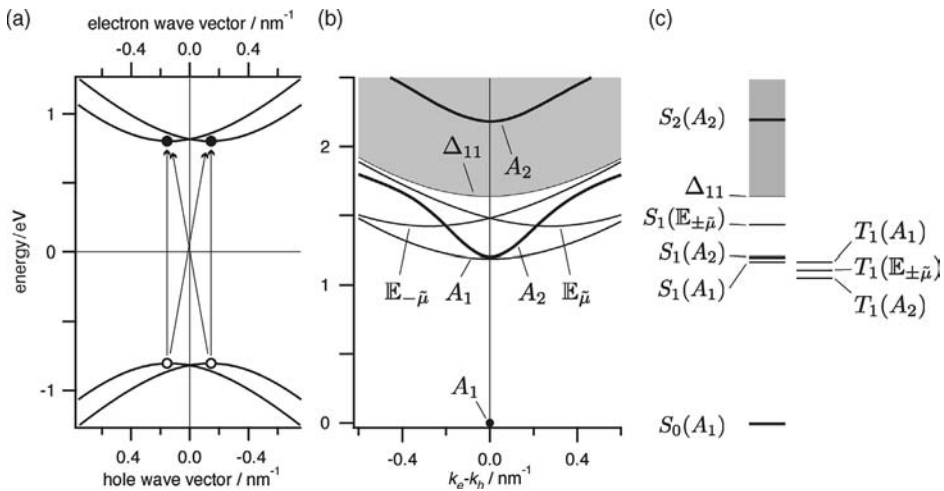 (a)
electron wave vector / nm⁻¹
-0.4 0.0 0.4
energy/eV
1
0
-1
0.4 0.0 -0.4
hole wave vector / nm⁻¹
(b)
2
1
0
Δ₁₁
A₂
𝔼₋μ̃ A₁ A₂ 𝔼μ̃
A₁
-0.4 0.0 0.4
kₑ-kₕ / nm⁻¹
(c)
S₂(A₂)
Δ₁₁
S₁(𝔼±μ̃)
S₁(A₂)
S₁(A₁)
T₁(A₁)
T₁(𝔼±μ̃)
T₁(A₂)
S₀(A₁)